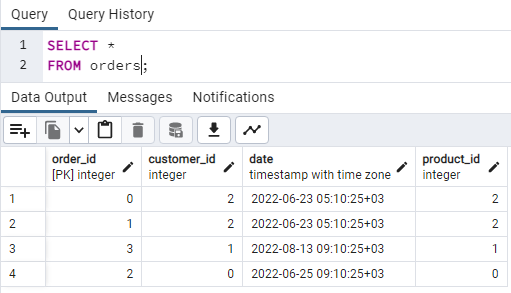 Query Query History
1 SELECT *
2 FROM orders;
Data Output Messages Notifications
order_id customer_id date product_id
[PK] integer integer timestamp with time zone integer
1 0 2 2022-06-23 05:10:25+03 2
2 1 2 2022-06-23 05:10:25+03 2
3 3 1 2022-08-13 09:10:25+03 1
4 2 0 2022-06-25 09:10:25+03 0